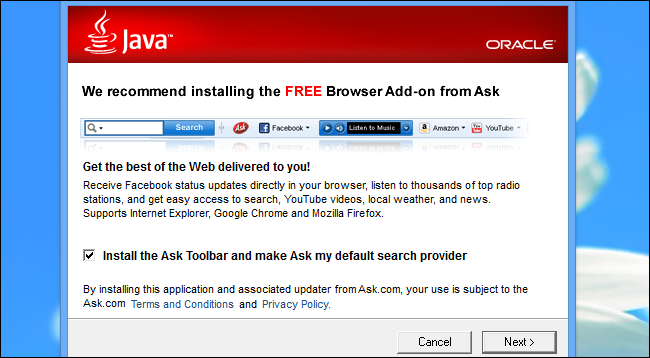 Java™
ORACLE®
We recommend installing the FREE Browser Add-on from Ask
Search Ask Facebook Listen to Music Amazon YouTube
Get the best of the Web delivered to you!
Receive Facebook status updates directly in your browser, listen to thousands of top radio
stations, and get easy access to search, YouTube videos, local weather, and news.
Supports Internet Explorer, Google Chrome and Mozilla Firefox.
Install the Ask Toolbar and make Ask my default search provider
By installing this application and associated updater from Ask.com, your use is subject to the
Ask.com Terms and Conditions and Privacy Policy.
Cancel Next >